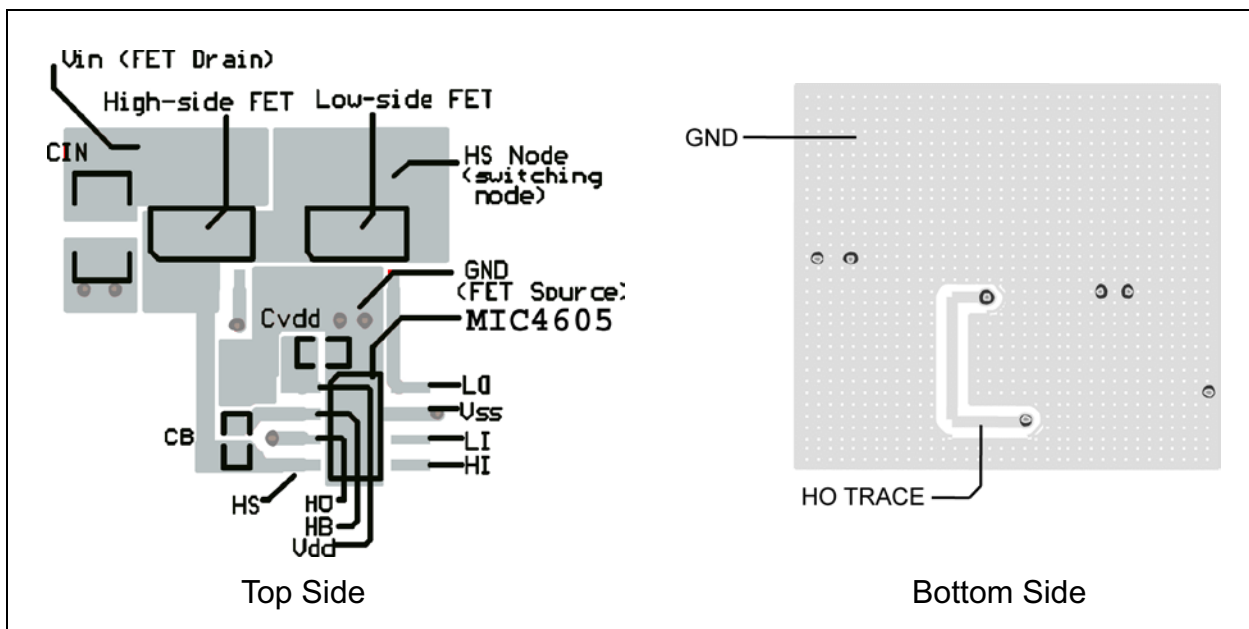 Vin (FET Drain)
High-side FET
Low-side FET
CIN
HS Node
(switching
node)
GND
(FET Source)
Cvdd
MIC4605
LO
Vss
CB
LI
HI
HS
HO
HB
Vdd
Top Side
GND
HO TRACE
Bottom Side